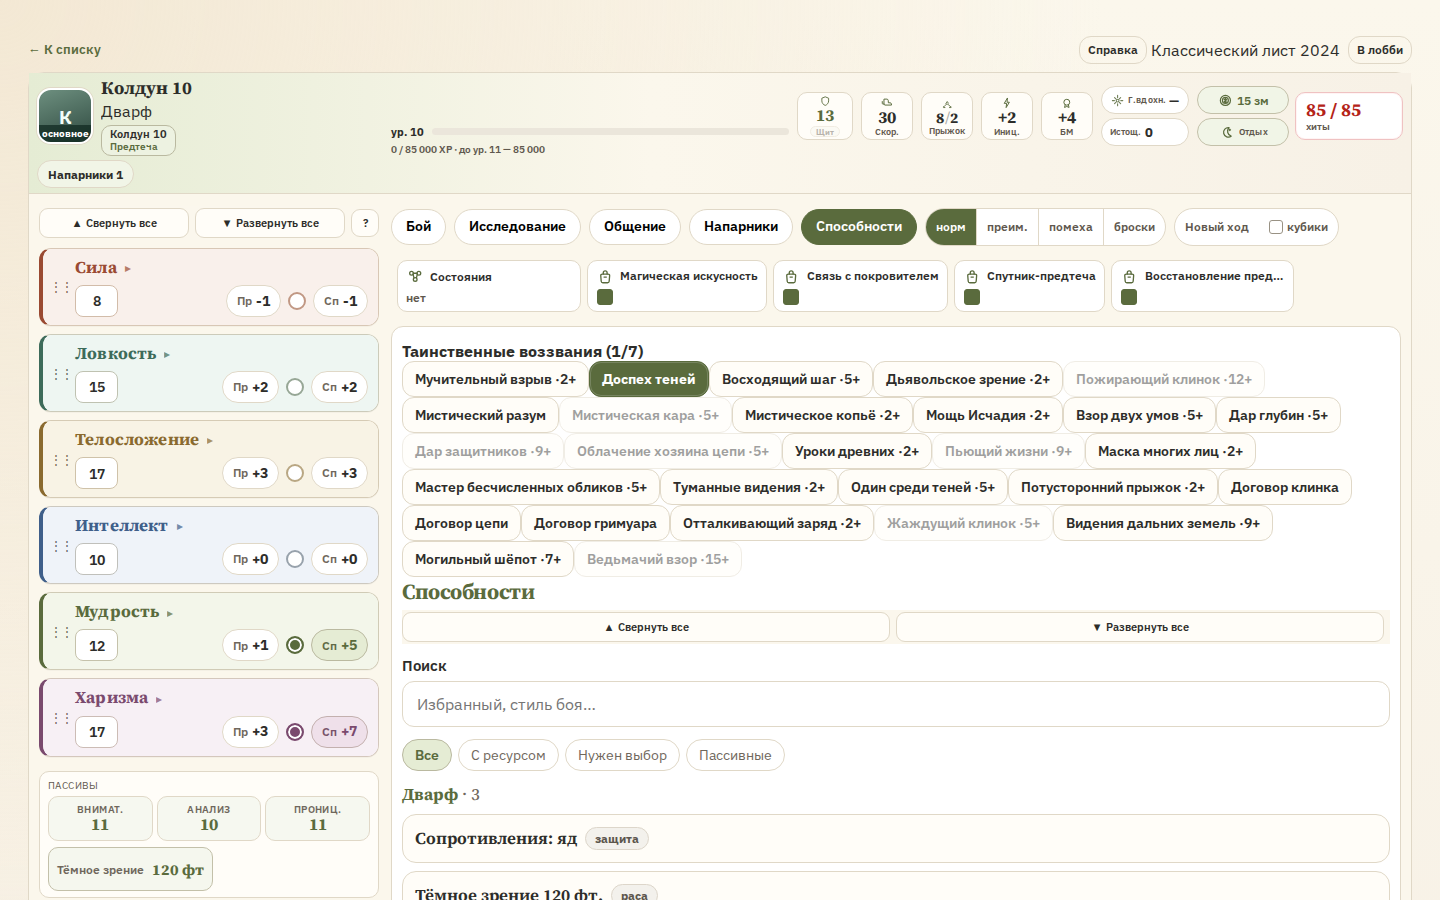 ← К списку
Справка Классический лист 2024 В лобби
К
основное
Колдун 10
Дварф
Колдун 10
Предтеча
Напарники 1
ур. 10
0 / 85 000 XP · до ур. 11 — 85 000
13
Щит
30
Скор.
8/2
Прыжок
+2
Иниц.
+4
БМ
Г.вдохн. —
Истощ. 0
15 зм
Отдых
85 / 85
хиты
▲ Свернуть все
▼ Развернуть все
?
Сила ▸
8 Пр -1 Сп -1
Ловкость ▸
15 Пр +2 Сп +2
Телосложение ▸
17 Пр +3 Сп +3
Интеллект ▸
10 Пр +0 Сп +0
Мудрость ▸
12 Пр +1 Сп +5
Харизма ▸
17 Пр +3 Сп +7
ПАССИВЫ
ВНИМАТ. АНАЛИЗ ПРОНИЦ.
11 10 11
Тёмное зрение 120 фт
Бой Исследование Общение Напарники Способности норм преим. помеха броски Новый ход кубики
Состояния
нет
Магическая искусность
Связь с покровителем
Спутник-предтеча
Восстановление пред...
Таинственные воззвания (1/7)
Мучительный взрыв ·2+ Доспех теней Восходящий шаг ·5+ Дьявольское зрение ·2+ Пожирающий клинок ·12+
Мистический разум Мистическая кара ·5+ Мистическое копьё ·2+ Мощь Исчадия ·2+ Взор двух умов ·5+ Дар глубин ·5+
Дар защитников ·9+ Облачение хозяина цепи ·5+ Уроки древних ·2+ Пьющий жизни ·9+ Маска многих лиц ·2+
Мастер бесчисленных обликов ·5+ Туманные видения ·2+ Один среди теней ·5+ Потусторонний прыжок ·2+ Договор клинка
Договор цепи Договор гримуара Отталкивающий заряд ·2+ Жаждущий клинок ·5+ Видения дальних земель ·9+
Могильный шёпот ·7+ Ведьмачий взор ·15+
Способности
▲ Свернуть все ▼ Развернуть все
Поиск
Избранный, стиль боя...
Все С ресурсом Нужен выбор Пассивные
Дварф · 3
Сопротивления: яд защита
Тёмное зрение 120 фт. раса